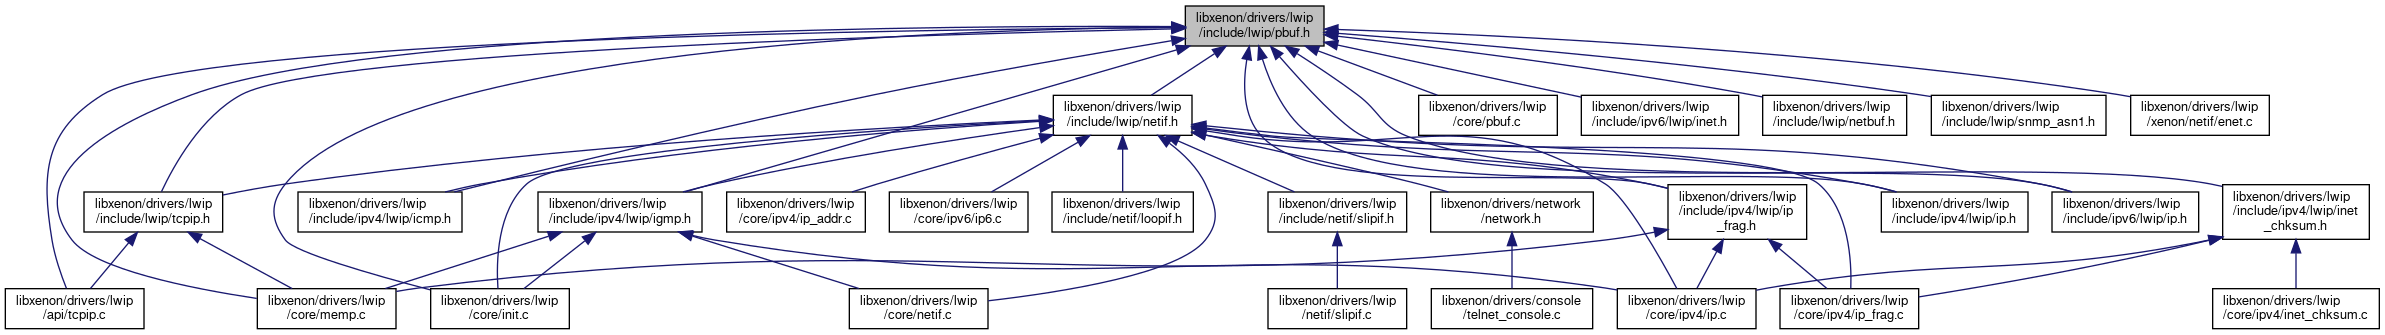 libxenon/drivers/lwip
/include/lwip/pbuf.h
libxenon/drivers/lwip
/include/lwip/netif.h
libxenon/drivers/lwip
/core/pbuf.c
libxenon/drivers/lwip
/include/ipv6/lwip/inet.h
libxenon/drivers/lwip
/include/lwip/netbuf.h
libxenon/drivers/lwip
/include/lwip/snmp_asn1.h
libxenon/drivers/lwip
/xenon/netif/enet.c
libxenon/drivers/lwip
/include/lwip/tcpip.h
libxenon/drivers/lwip
/include/ipv4/lwip/icmp.h
libxenon/drivers/lwip
/include/ipv4/lwip/igmp.h
libxenon/drivers/lwip
/core/ipv4/ip_addr.c
libxenon/drivers/lwip
/core/ipv6/ip6.c
libxenon/drivers/lwip
/include/netif/loopif.h
libxenon/drivers/lwip
/include/netif/slipif.h
libxenon/drivers/network
/network.h
libxenon/drivers/lwip
/include/ipv4/lwip/ip
_frag.h
libxenon/drivers/lwip
/include/ipv4/lwip/ip.h
libxenon/drivers/lwip
/include/ipv6/lwip/ip.h
libxenon/drivers/lwip
/include/ipv4/lwip/inet
_chksum.h
libxenon/drivers/lwip
/api/tcpip.c
libxenon/drivers/lwip
/core/memp.c
libxenon/drivers/lwip
/core/init.c
libxenon/drivers/lwip
/core/netif.c
libxenon/drivers/lwip
/netif/slipif.c
libxenon/drivers/console
/telnet_console.c
libxenon/drivers/lwip
/core/ipv4/ip.c
libxenon/drivers/lwip
/core/ipv4/ip_frag.c
libxenon/drivers/lwip
/core/ipv4/inet_chksum.c